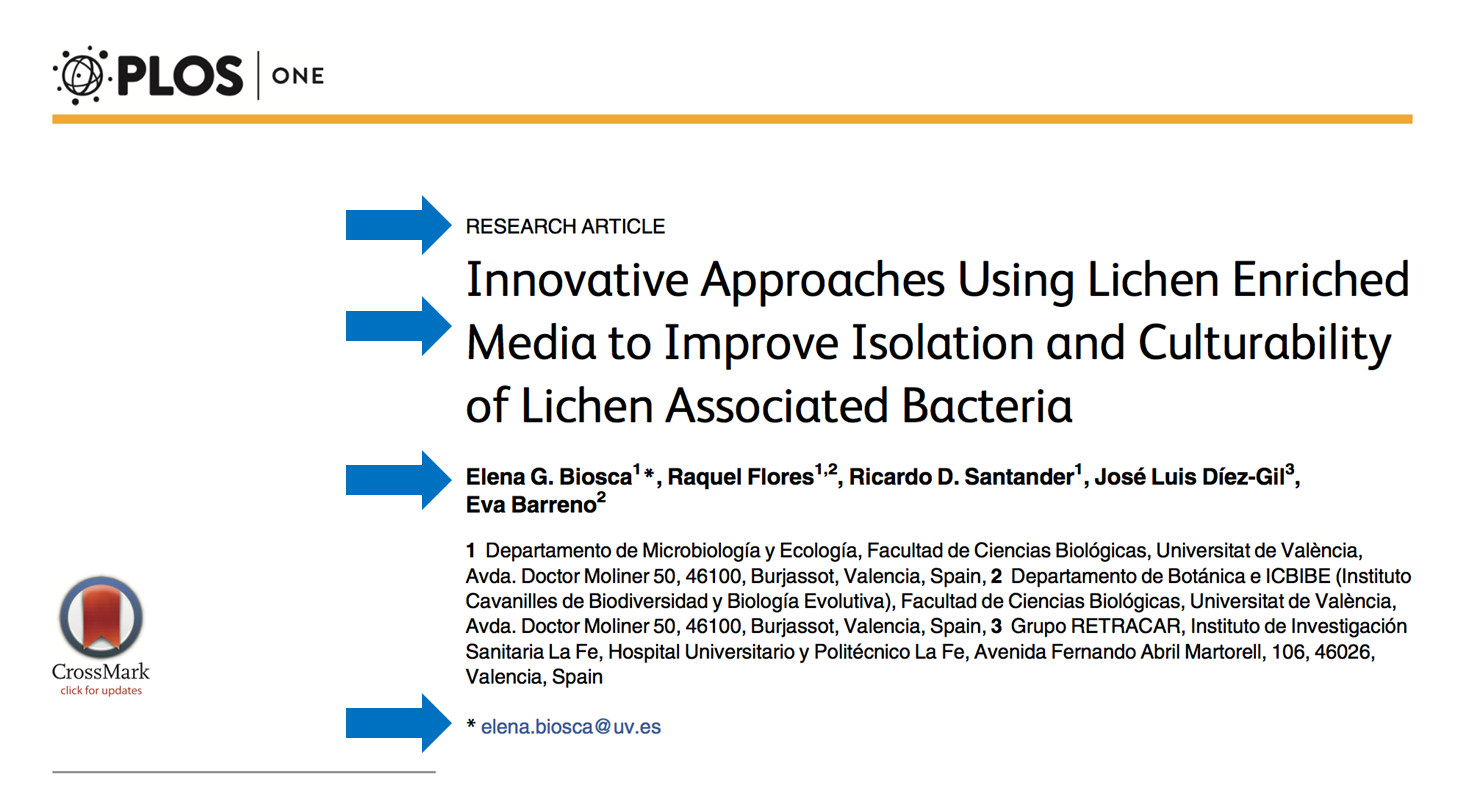 PLOS | ONE
RESEARCH ARTICLE
Innovative Approaches Using Lichen Enriched
Media to Improve Isolation and Culturability
of Lichen Associated Bacteria
Elena G. Biosca1*, Raquel Flores1,2, Ricardo D. Santander1, José Luis Díez-Gil3,
Eva Barreno2
1 Departamento de Microbiología y Ecología, Facultad de Ciencias Biológicas, Universitat de València,
Avda. Doctor Moliner 50, 46100, Burjassot, Valencia, Spain, 2 Departamento de Botánica e ICBIBE (Instituto
Cavanilles de Biodiversidad y Biología Evolutiva), Facultad de Ciencias Biológicas, Universitat de València,
Avda. Doctor Moliner 50, 46100, Burjassot, Valencia, Spain, 3 Grupo RETRACAR, Instituto de Investigación
Sanitaria La Fe, Hospital Universitario y Politécnico La Fe, Avenida Fernando Abril Martorell, 106, 46026,
Valencia, Spain
* elena.biosca@uv.es
CrossMark
click for updates